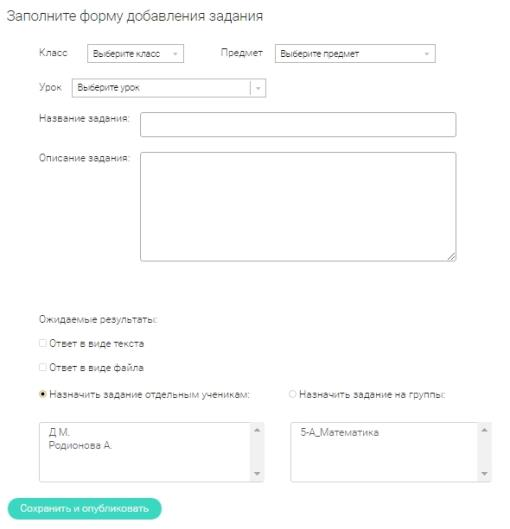 Заполните форму добавления задания
Класс Выберите класс Предмет Выберите предмет
Урок Выберите урок
Название задания:
Описание задания:
Ожидаемые результаты:
Ответ в виде текста
Ответ в виде файла
Назначить задание отдельным ученикам: Назначить задание на группы:
Д М. 5-А_Математика
Родионова А.
Сохранить и опубликовать